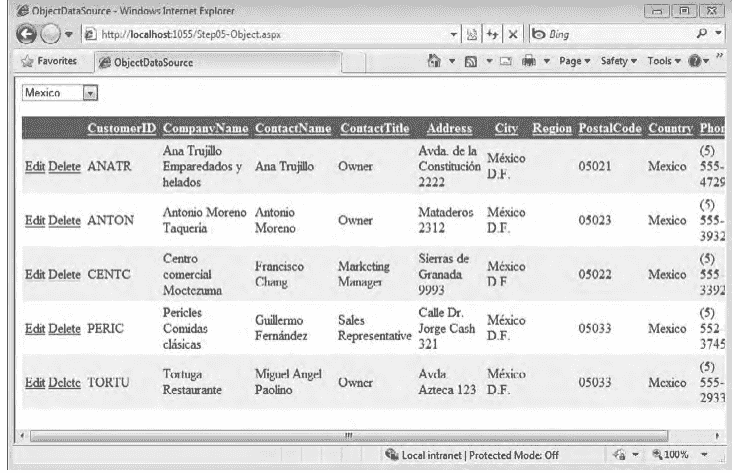 ObjectDataSource - Windows Internet Explorer
http://localhost:1055/Step05-Object.aspx
Bing
Favorites
ObjectDataSource
Page
Safety
Tools
Mexico
CustomerID CompanyName ContactName ContactTitle Address City Region PostalCode Country Phon
Edit Delete ANATR Ana Trujillo Emparedados y helados Ana Trujillo Owner Avda. de la Constitución 2222 México D.F. 05021 Mexico (5) 555-4729
Edit Delete ANTON Antonio Moreno Taquería Antonio Moreno Owner Mataderos 2312 México D.F. 05023 Mexico (5) 555-3932
Edit Delete CENTC Centro comercial Moctezuma Francisco Chang Marketing Manager Sierras de Granada 9993 México D.F. 05022 Mexico (5) 555-3392
Edit Delete PERIC Pericles Comidas clásicas Guillermo Fernández Sales Representative Calle Dr. Jorge Cash 321 México D.F. 05033 Mexico (5) 552-3745
Edit Delete TORTU Tortuga Restaurante Miguel Angel Paolino Owner Avda. Azteca 123 México D.F. 05033 Mexico (5) 555-2933
Local intranet | Protected Mode: Off
100%